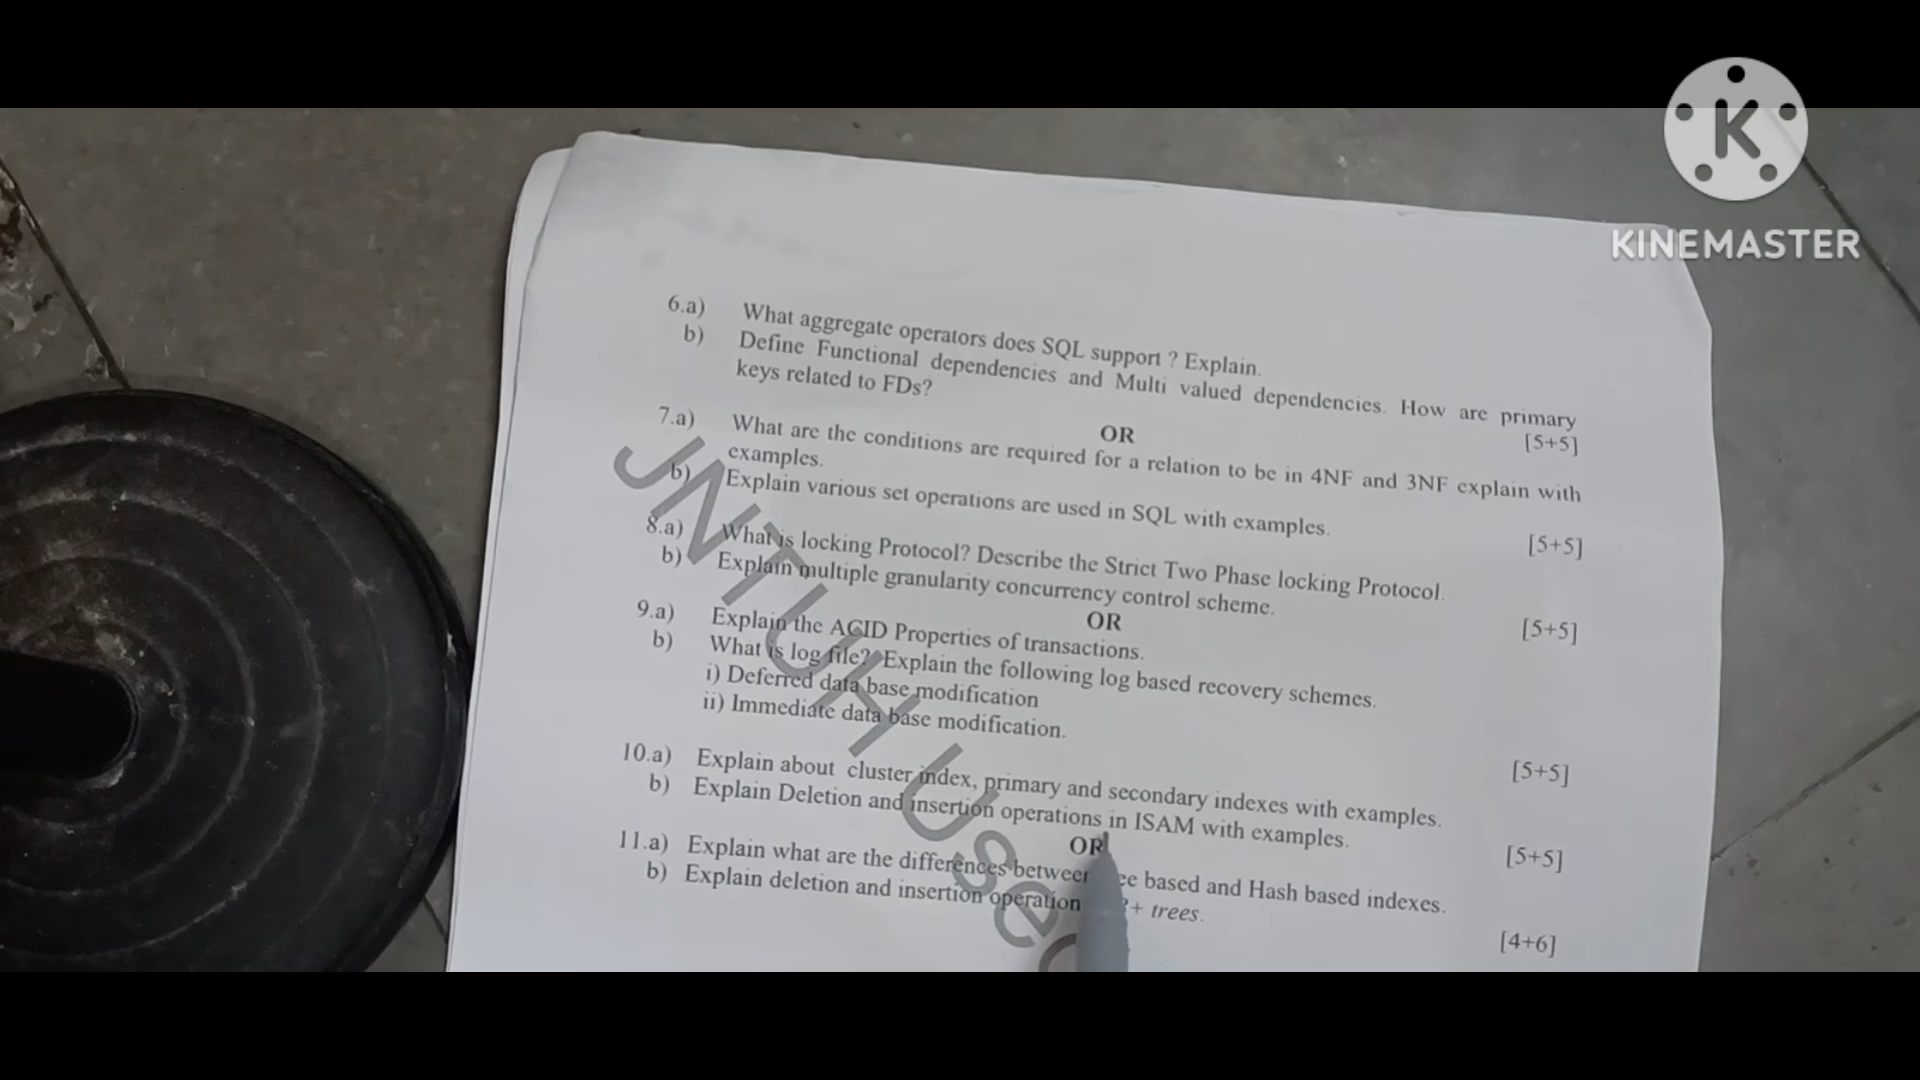 K
KINEMASTER
6.a) What aggregate operators does SQL support ? Explain.
b) Define Functional dependencies and Multi valued dependencies. How are primary
keys related to FDs? [5+5]
OR
7.a) What are the conditions are required for a relation to be in 4NF and 3NF explain with
examples.
b) Explain various set operations are used in SQL with examples. [5+5]
8.a) What is locking Protocol? Describe the Strict Two Phase locking Protocol.
b) Explain multiple granularity concurrency control scheme. [5+5]
OR
9.a) Explain the ACID Properties of transactions.
b) What is log file? Explain the following log based recovery schemes.
i) Deferred data base modification
ii) Immediate data base modification. [5+5]
10.a) Explain about cluster index, primary and secondary indexes with examples.
b) Explain Deletion and insertion operations in ISAM with examples. [5+5]
OR
11.a) Explain what are the differences between based and Hash based indexes.
b) Explain deletion and insertion operation + trees. [4+6]
JNTUH Used